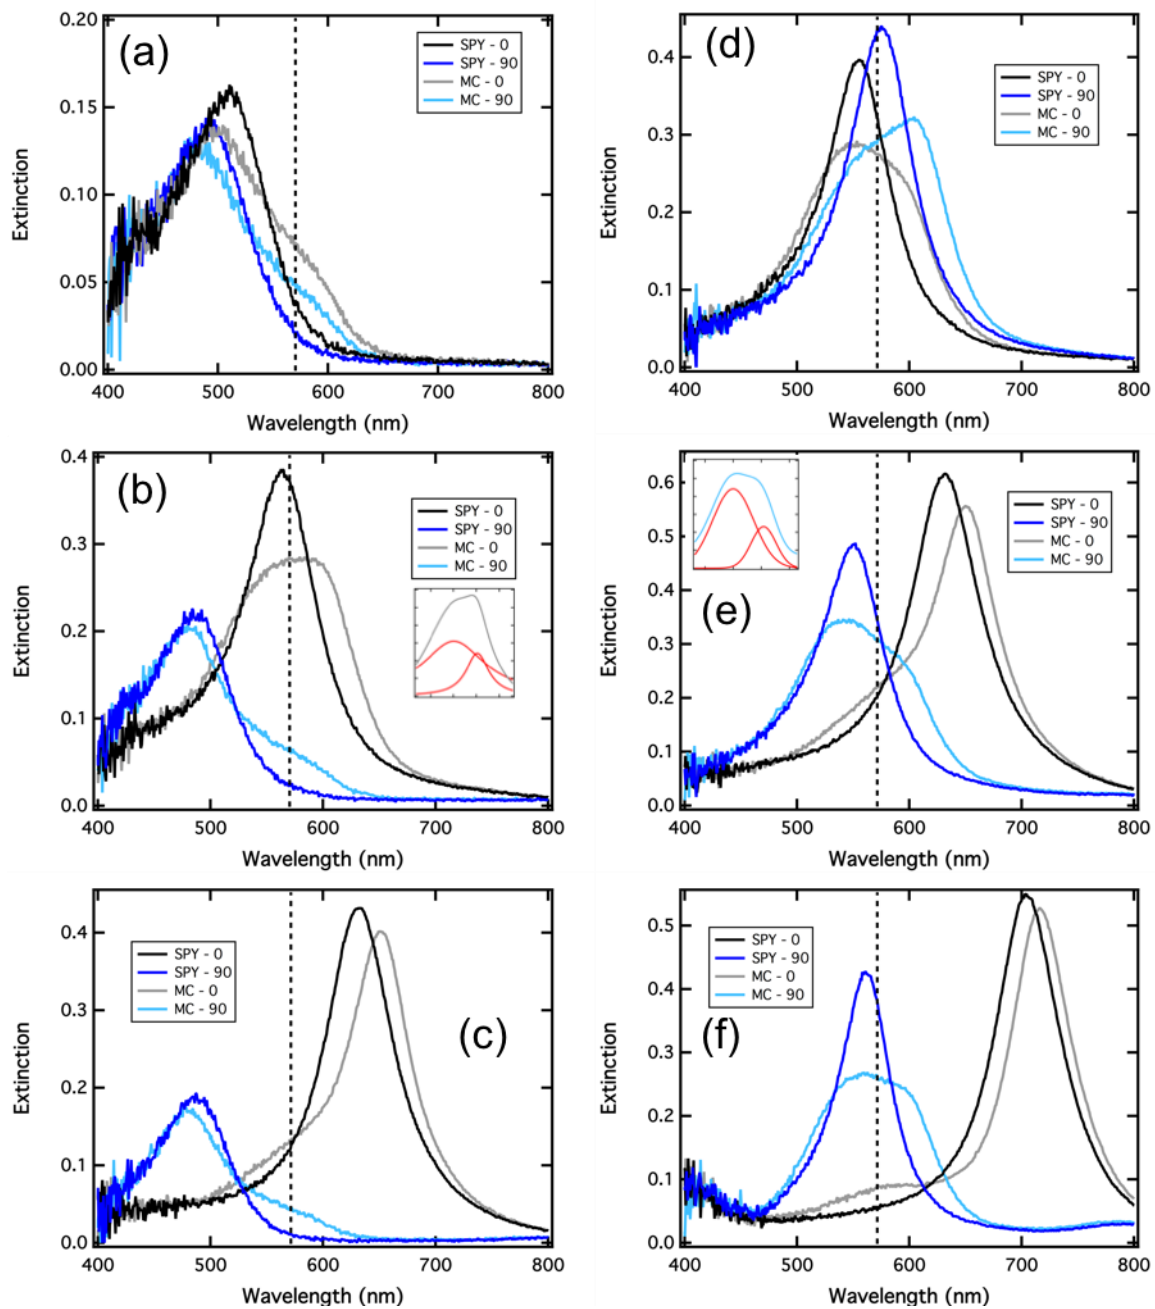 (a)
SPY - 0
SPY - 90
MC - 0
MC - 90
0.20
0.15
0.10
0.05
0.00
Extinction
400 500 600 700 800
Wavelength (nm)
(d)
SPY - 0
SPY - 90
MC - 0
MC - 90
0.4
0.3
0.2
0.1
0.0
Extinction
400 500 600 700 800
Wavelength (nm)
(b)
SPY - 0
SPY - 90
MC - 0
MC - 90
0.4
0.3
0.2
0.1
0.0
Extinction
400 500 600 700 800
Wavelength (nm)
(e)
SPY - 0
SPY - 90
MC - 0
MC - 90
0.6
0.5
0.4
0.3
0.2
0.1
0.0
Extinction
400 500 600 700 800
Wavelength (nm)
(c)
SPY - 0
SPY - 90
MC - 0
MC - 90
0.4
0.3
0.2
0.1
0.0
Extinction
400 500 600 700 800
Wavelength (nm)
(f)
SPY - 0
SPY - 90
MC - 0
MC - 90
0.5
0.4
0.3
0.2
0.1
0.0
Extinction
400 500 600 700 800
Wavelength (nm)